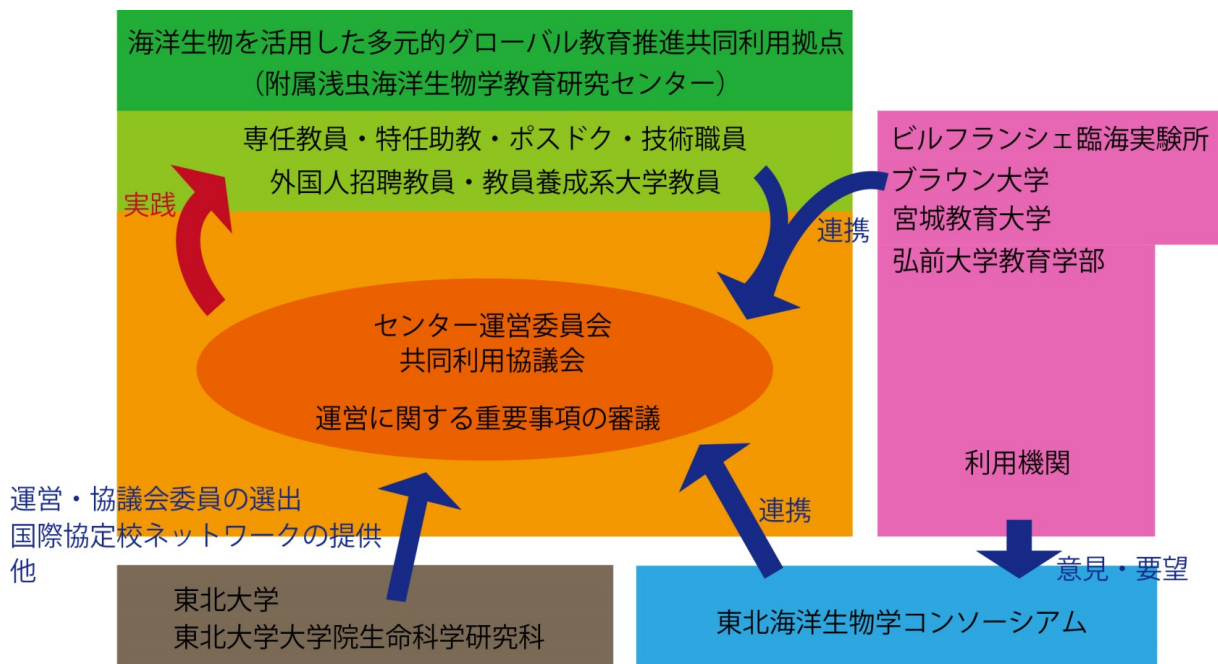 海洋生物を活用した多元的グローバル教育推進共同利用拠点
（附属浅虫海洋生物学教育研究センター）
専任教員・特任助教・ポスドク・技術職員
外国人招聘教員・教員養成系大学教員
実践
連携
ビルフランシェ臨海実験所
ブラウン大学
宮城教育大学
弘前大学教育学部
センター運営委員会
共同利用協議会
運営に関する重要事項の審議
利用機関
運営・協議会委員の選出
国際協定校ネットワークの提供
他
連携
意見・要望
東北大学
東北大学大学院生命科学研究科
東北海洋生物学コンソーシアム